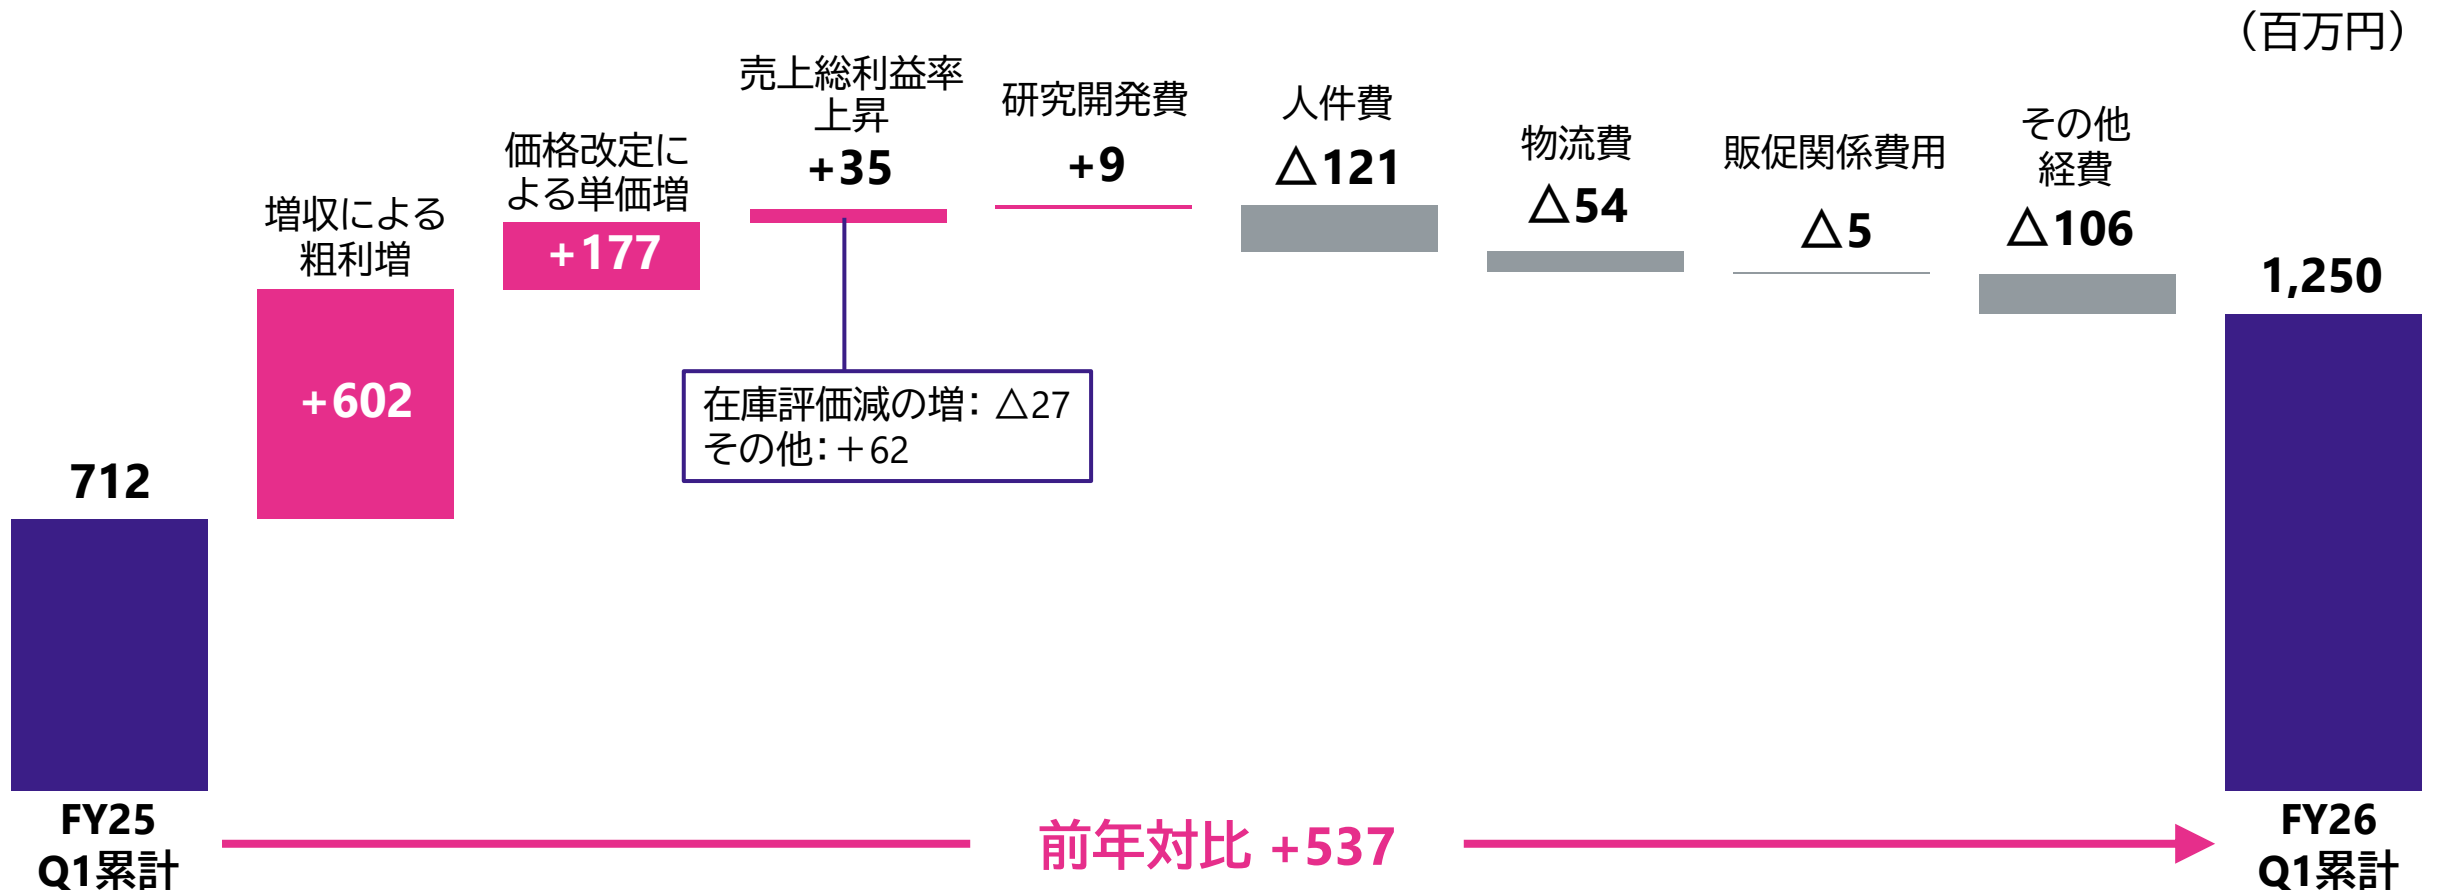 （百万円）
712
FY25
Q1累計
増収による
粗利増
+602
価格改定に
よる単価増
+177
売上総利益率
上昇
+35
在庫評価減の増：△27
その他：＋62
研究開発費
+9
人件費
△121
物流費
△54
販促関係費用
△5
その他
経費
△106
1,250
FY26
Q1累計
前年対比 +537